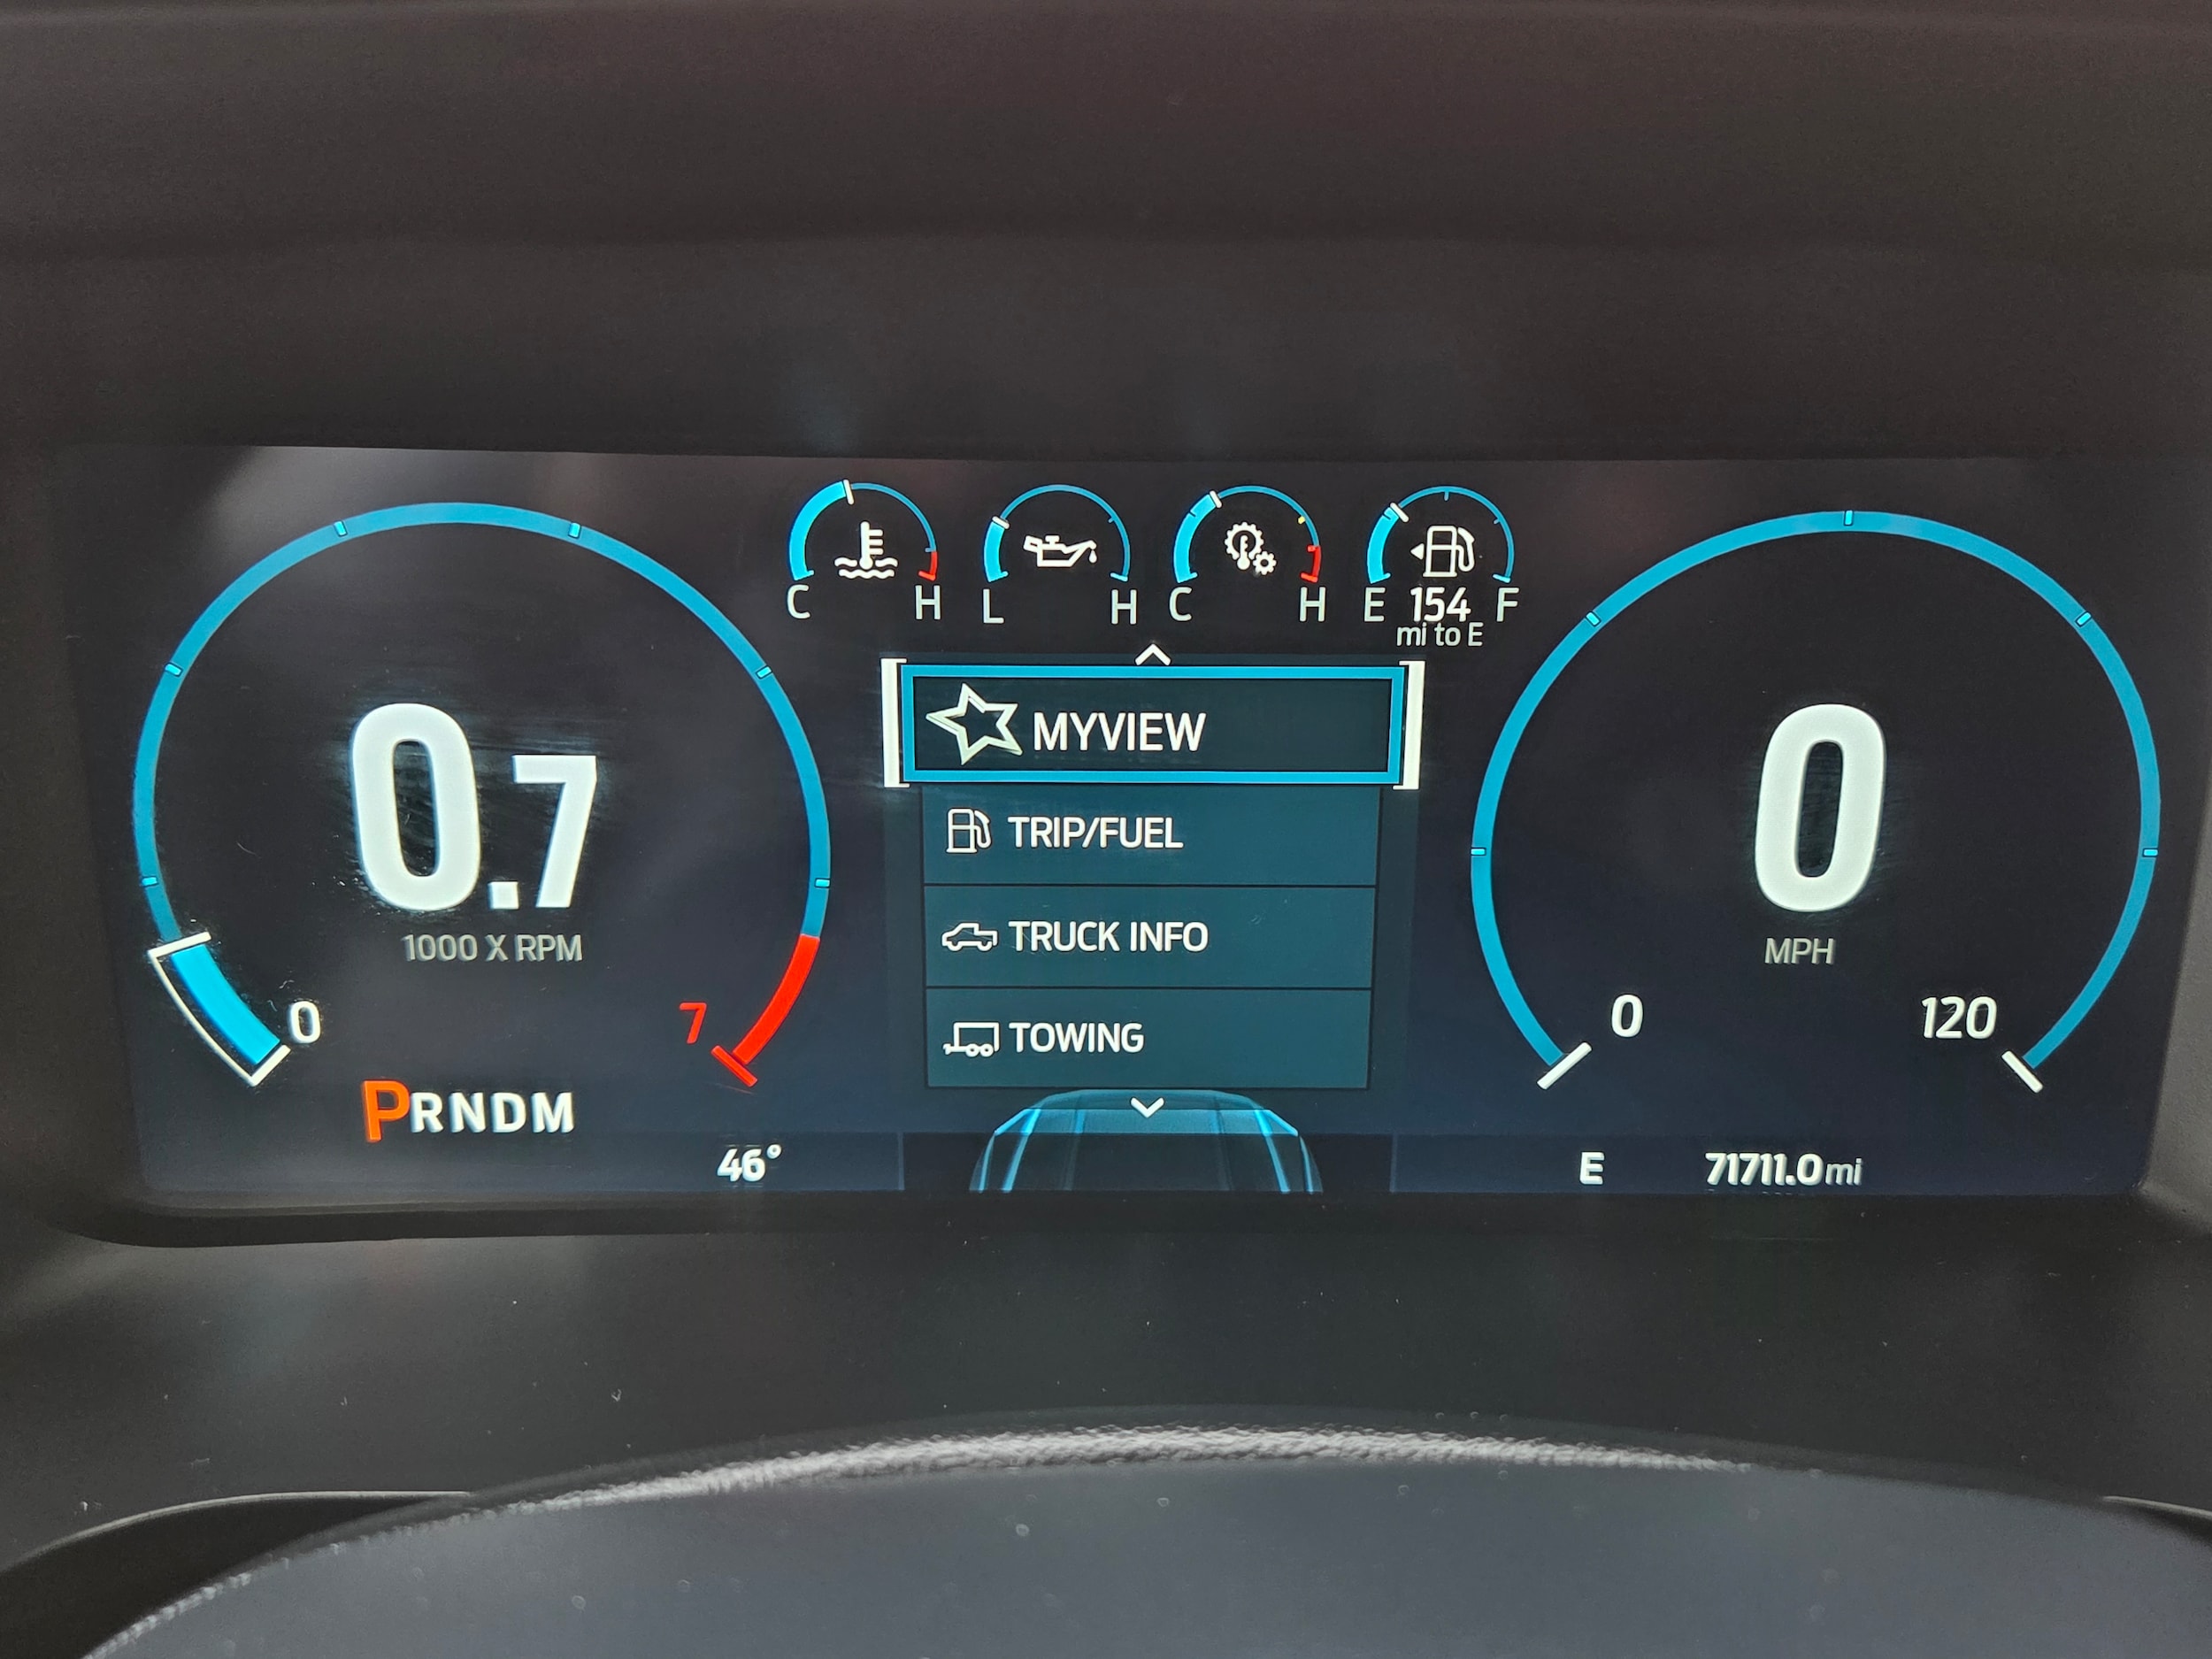 C H L H C H E 154 F
mi to E
MYVIEW
TRIP/FUEL
TRUCK INFO
TOWING
0.7
1000 X RPM
0 7
PRNDM
46°
0
MPH
0 120
E 71711.0mi